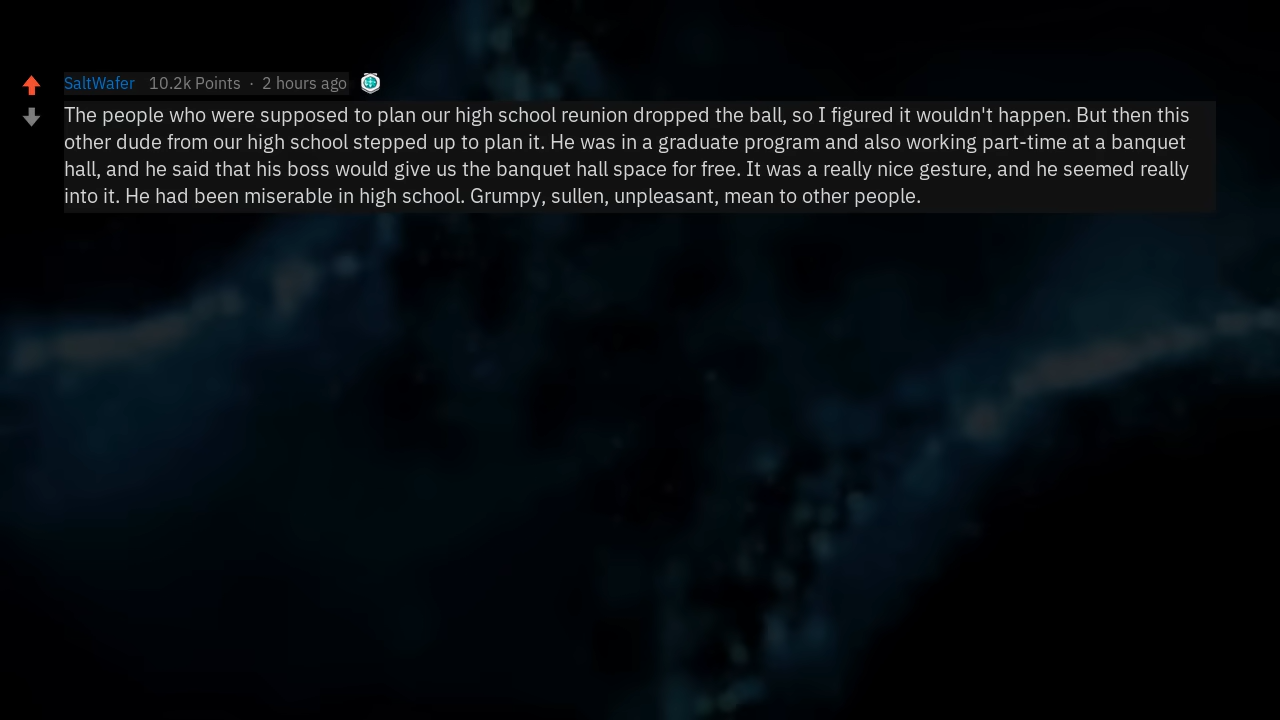 SaltWafer 10.2k Points · 2 hours ago
The people who were supposed to plan our high school reunion dropped the ball, so I figured it wouldn't happen. But then this
other dude from our high school stepped up to plan it. He was in a graduate program and also working part-time at a banquet
hall, and he said that his boss would give us the banquet hall space for free. It was a really nice gesture, and he seemed really
into it. He had been miserable in high school. Grumpy, sullen, unpleasant, mean to other people.